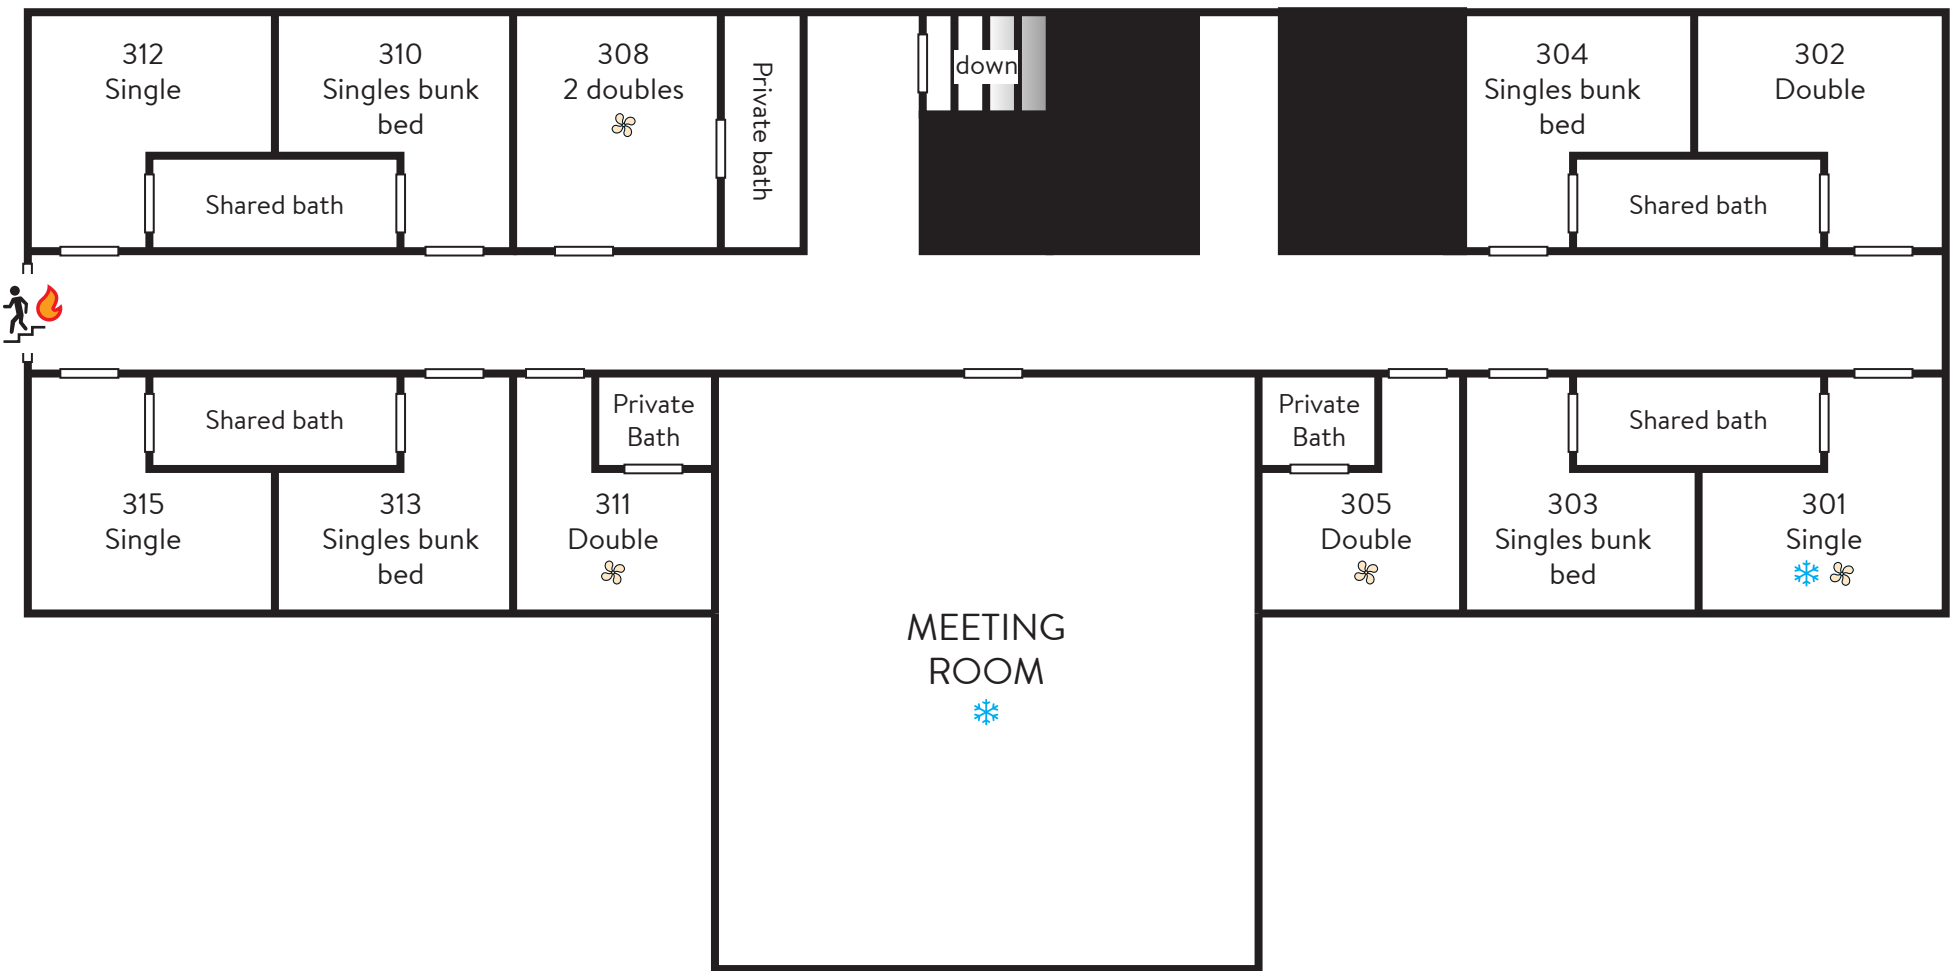 312
Single
310
Singles bunk
bed
308
2 doubles
Private bath
down
304
Singles bunk
bed
302
Double
Shared bath
Shared bath
Shared bath
Private
Bath
Private
Bath
Shared bath
315
Single
313
Singles bunk
bed
311
Double
305
Double
303
Singles bunk
bed
301
Single
MEETING
ROOM